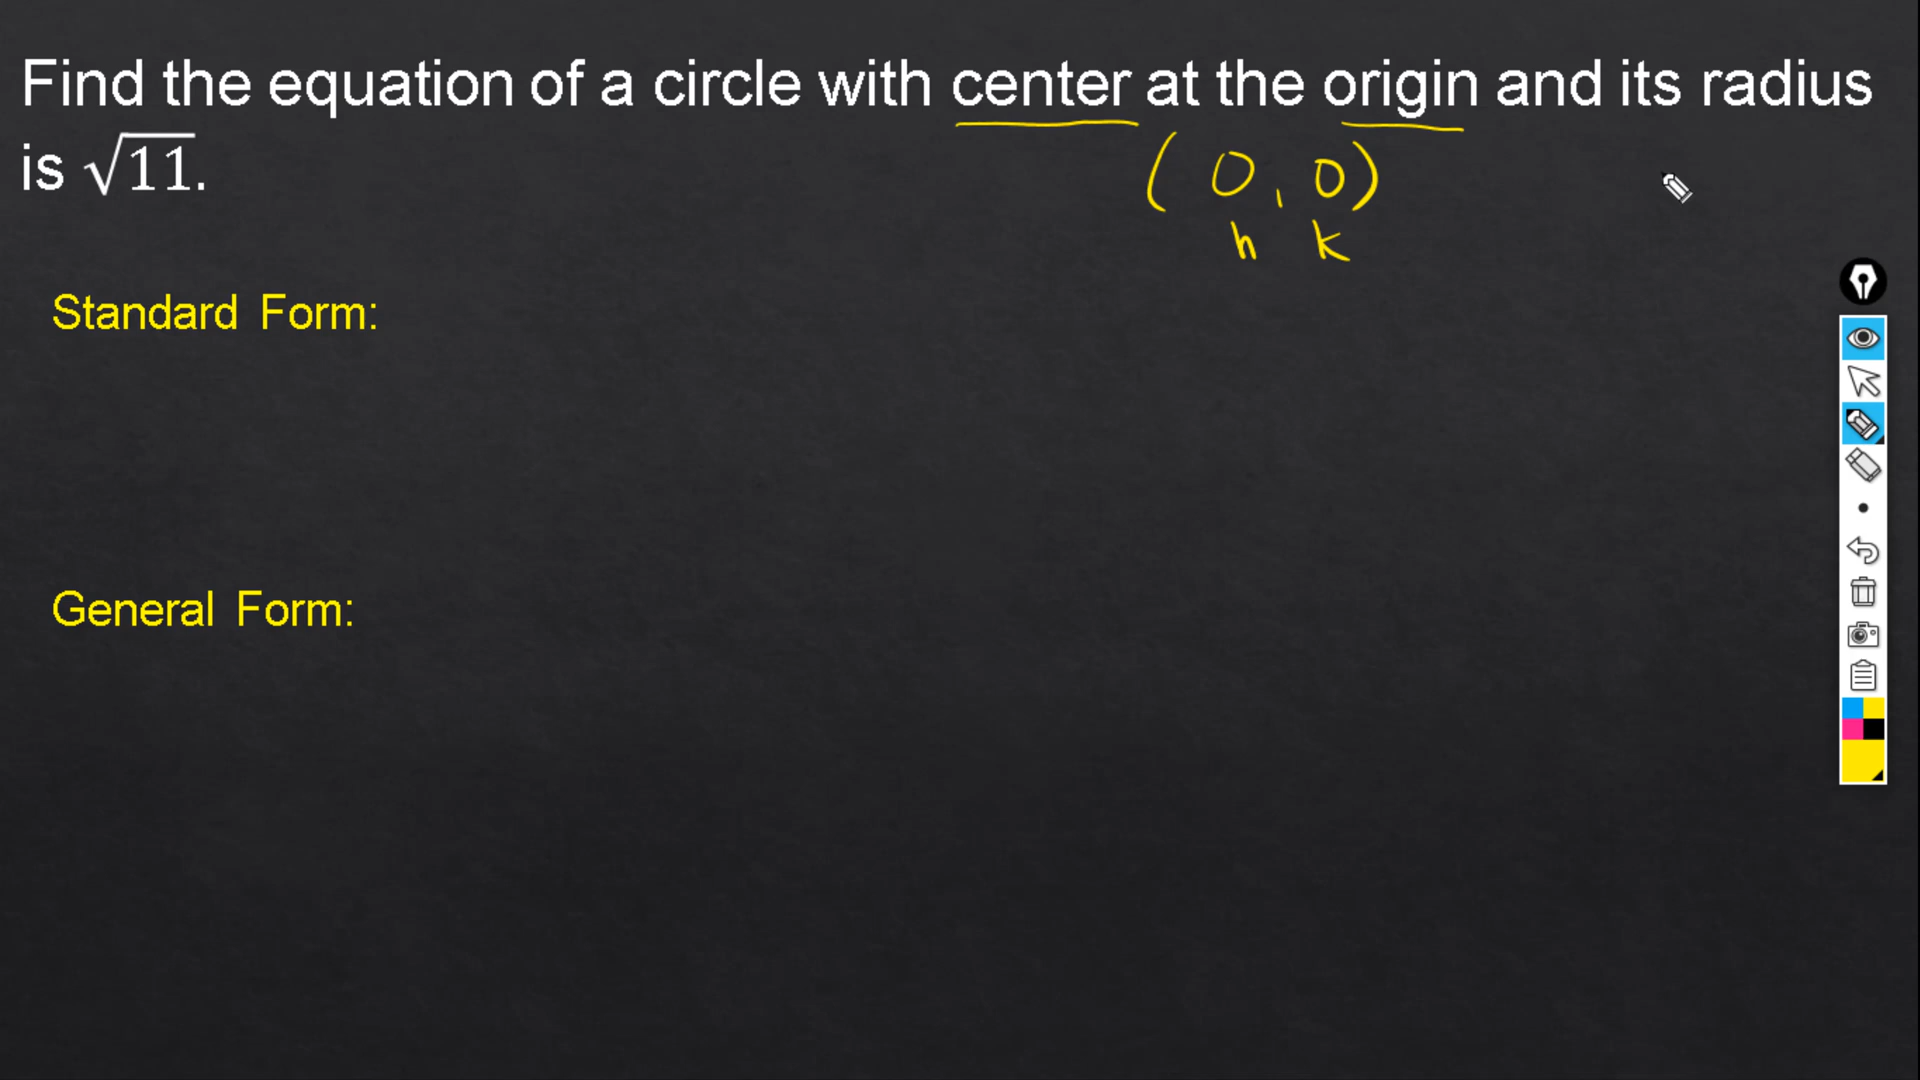 Find the equation of a circle with center at the origin and its radius
is √11.
(0, 0)
h k
Standard Form:
General Form: